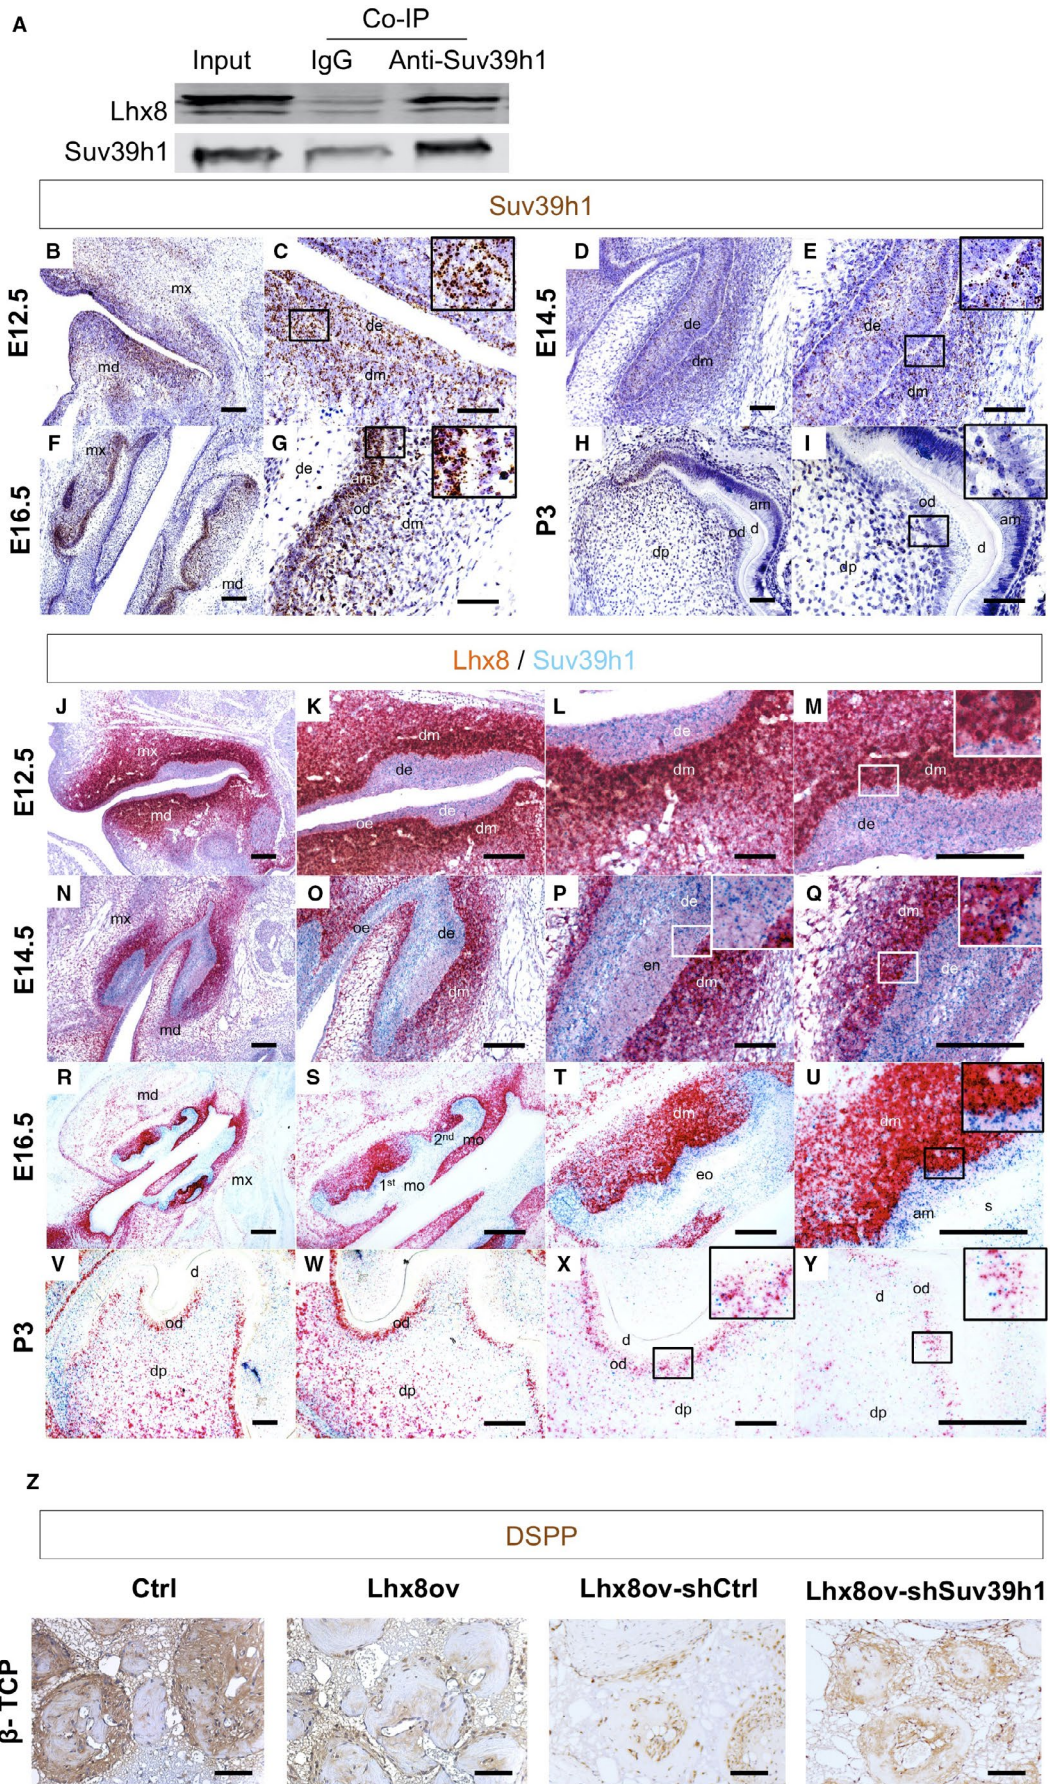 A
Co-IP
Input IgG Anti-Suv39h1
Lhx8
Suv39h1
Suv39h1
E12.5
B mx md
C de dm
E14.5
D de dm
E de dm
E16.5
F mx md
G de am od dm
P3
H am od d dp
I od am d dp
Lhx8 / Suv39h1
E12.5
J mx md
K dm de de oe dm
L de dm
M dm de
E14.5
N mx md
O oe de dm
P de en dm
Q dm de
E16.5
R md mx
S 2nd mo 1st mo
T dm eo
U dm am s
P3
V d od dp
W od dp
X d od dp
Y od d dp
Z
DSPP
Ctrl Lhx8ov Lhx8ov-shCtrl Lhx8ov-shSuv39h1
β- TCP